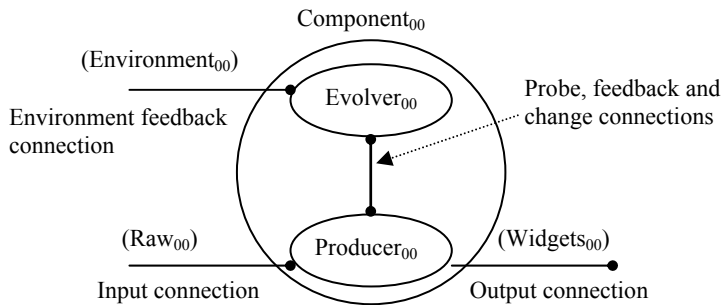 Component₀₀
(Environment₀₀)
Evolver₀₀
Environment feedback
connection
Probe, feedback and
change connections
(Raw₀₀)
Producer₀₀
(Widgets₀₀)
Input connection
Output connection